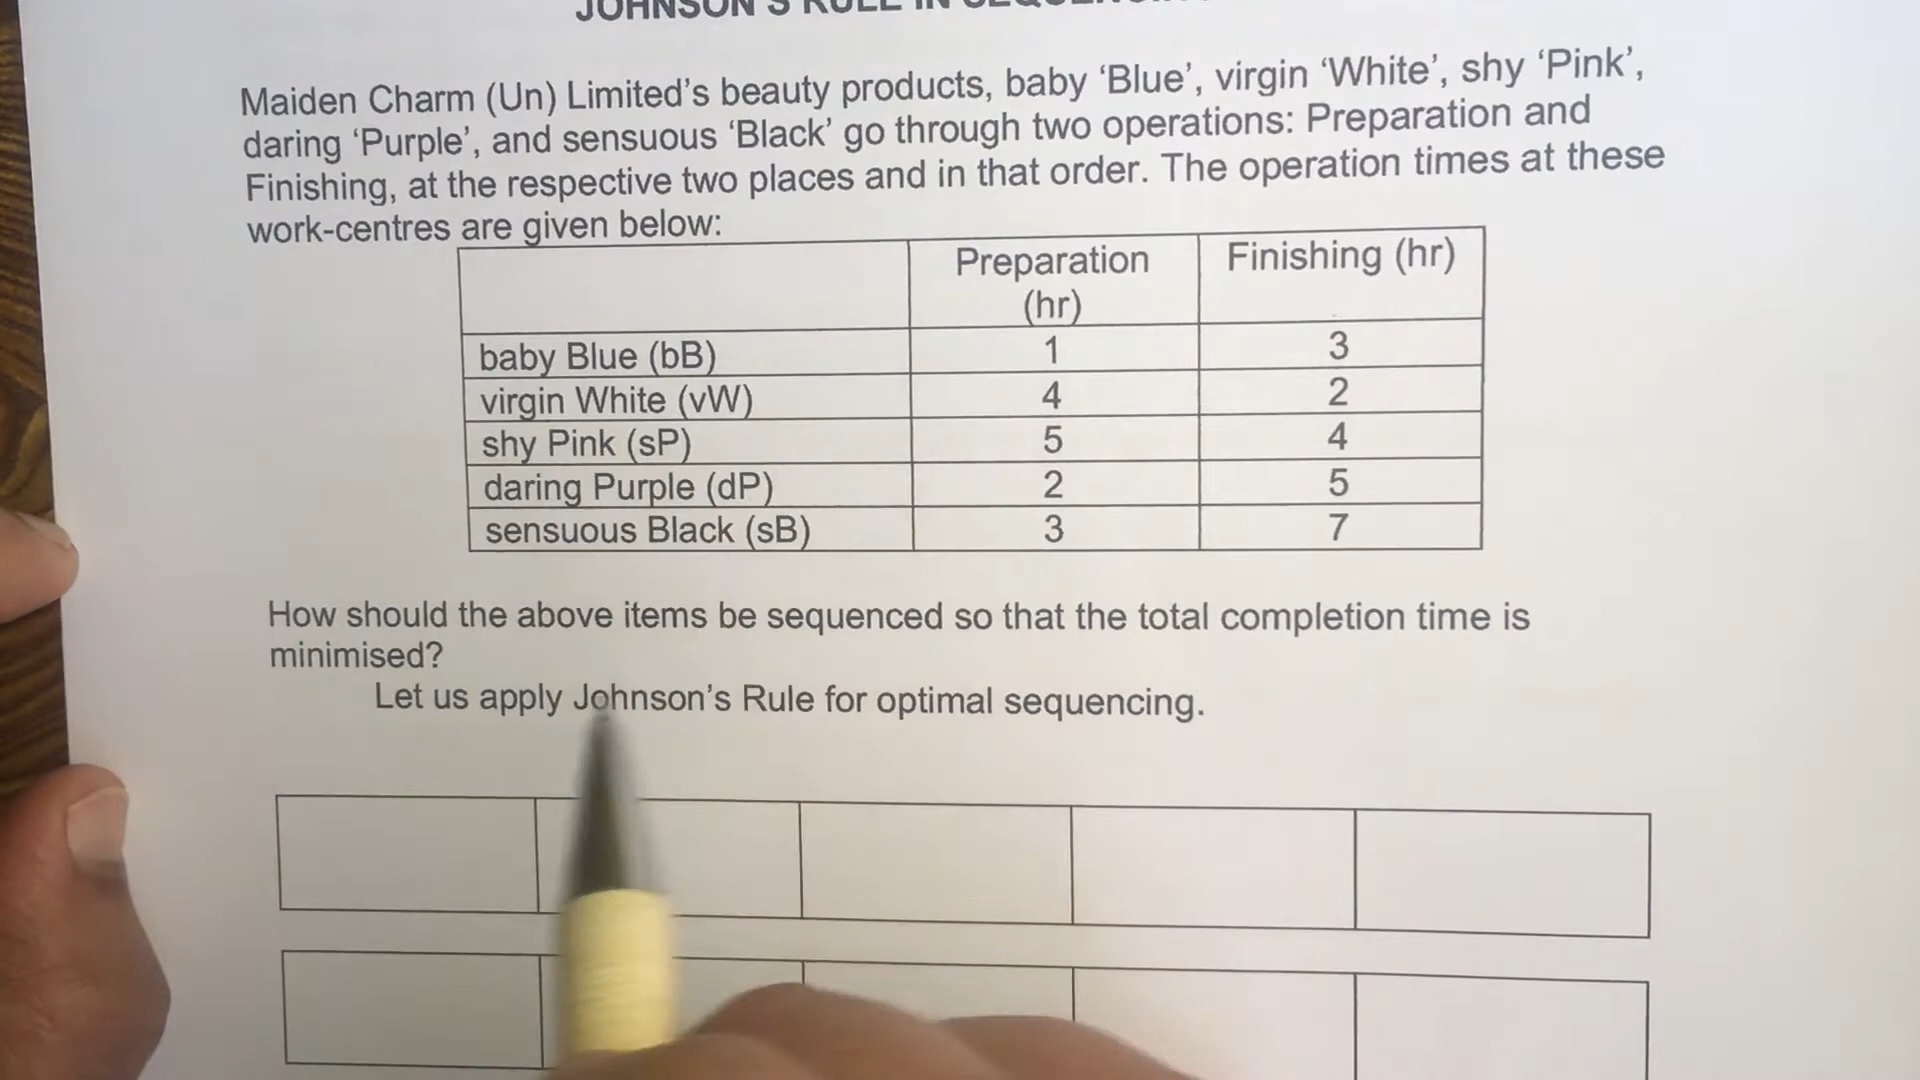 JOHNSON'S RULE IN
Maiden Charm (Un) Limited's beauty products, baby ‘Blue’, virgin ‘White’, shy ‘Pink’,
daring ‘Purple’, and sensuous ‘Black’ go through two operations: Preparation and
Finishing, at the respective two places and in that order. The operation times at these
work-centres are given below:
Preparation (hr) Finishing (hr)
baby Blue (bB) 1 3
virgin White (vW) 4 2
shy Pink (sP) 5 4
daring Purple (dP) 2 5
sensuous Black (sB) 3 7
How should the above items be sequenced so that the total completion time is
minimised?
Let us apply Johnson's Rule for optimal sequencing.